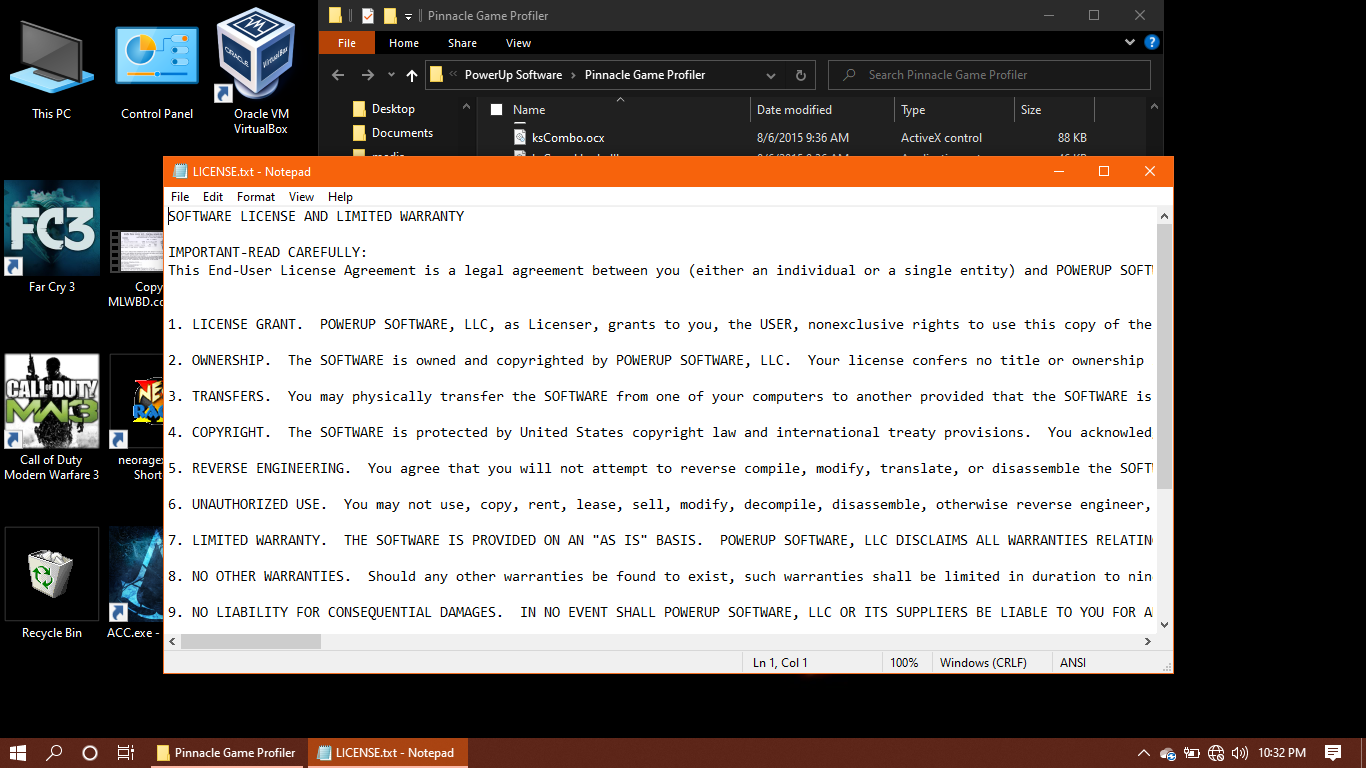 Pinnacle Game Profiler
File Home Share View
PowerUp Software › Pinnacle Game Profiler
Search Pinnacle Game Profiler
Desktop
Documents
Name Date modified Type Size
ksCombo.ocx 8/6/2015 9:36 AM ActiveX control 88 KB
This PC
Control Panel
Oracle VM
VirtualBox
FC3
Far Cry 3
Copy
MLWBD.co
CALL OF DUTY
MW3
Call of Duty
Modern Warfare 3
neorage
Short
Recycle Bin
ACC.exe -
LICENSE.txt - Notepad
File Edit Format View Help
SOFTWARE LICENSE AND LIMITED WARRANTY
IMPORTANT-READ CAREFULLY:
This End-User License Agreement is a legal agreement between you (either an individual or a single entity) and POWERUP SOFT
1. LICENSE GRANT.  POWERUP SOFTWARE, LLC, as Licenser, grants to you, the USER, nonexclusive rights to use this copy of the
2. OWNERSHIP.  The SOFTWARE is owned and copyrighted by POWERUP SOFTWARE, LLC.  Your license confers no title or ownership
3. TRANSFERS.  You may physically transfer the SOFTWARE from one of your computers to another provided that the SOFTWARE is
4. COPYRIGHT.  The SOFTWARE is protected by United States copyright law and international treaty provisions.  You acknowled
5. REVERSE ENGINEERING.  You agree that you will not attempt to reverse compile, modify, translate, or disassemble the SOFT
6. UNAUTHORIZED USE.  You may not use, copy, rent, lease, sell, modify, decompile, disassemble, otherwise reverse engineer,
7. LIMITED WARRANTY.  THE SOFTWARE IS PROVIDED ON AN "AS IS" BASIS.  POWERUP SOFTWARE, LLC DISCLAIMS ALL WARRANTIES RELATIN
8. NO OTHER WARRANTIES.  Should any other warranties be found to exist, such warranties shall be limited in duration to nin
9. NO LIABILITY FOR CONSEQUENTIAL DAMAGES.  IN NO EVENT SHALL POWERUP SOFTWARE, LLC OR ITS SUPPLIERS BE LIABLE TO YOU FOR A
Ln 1, Col 1 100% Windows (CRLF) ANSI
Pinnacle Game Profiler LICENSE.txt - Notepad 10:32 PM